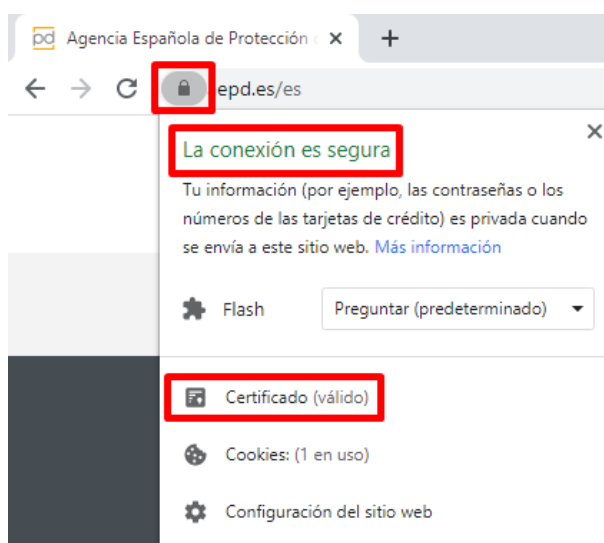 pd Agencia Española de Protección d
epd.es/es
La conexión es segura
Tu información (por ejemplo, las contraseñas o los
números de las tarjetas de crédito) es privada cuando
se envía a este sitio web. Más información
Flash Preguntar (predeterminado)
Certificado (válido)
Cookies: (1 en uso)
Configuración del sitio web